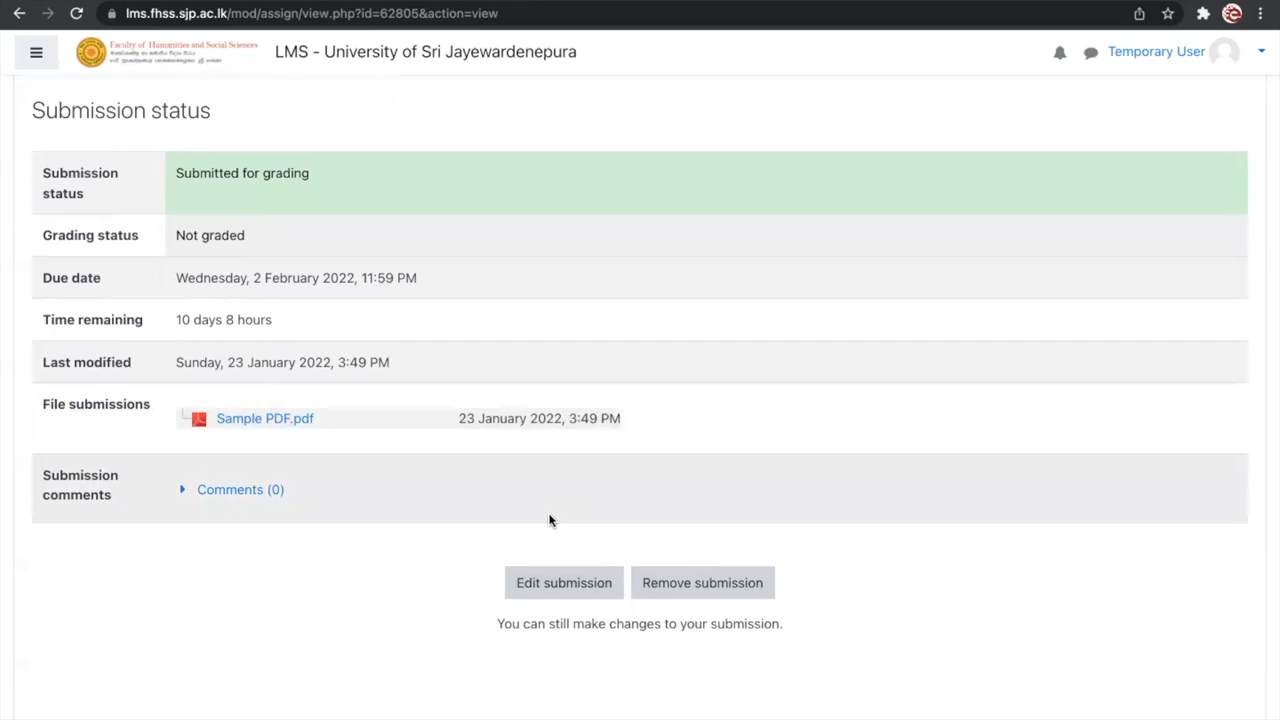 lms.fhss.sjp.ac.lk/mod/assign/view.php?id=62805&action=view
Faculty of Humanities and Social Sciences
LMS - University of Sri Jayewardenepura
Temporary User
Submission status
Submission status
Submitted for grading
Grading status
Not graded
Due date
Wednesday, 2 February 2022, 11:59 PM
Time remaining
10 days 8 hours
Last modified
Sunday, 23 January 2022, 3:49 PM
File submissions
Sample PDF.pdf
23 January 2022, 3:49 PM
Submission comments
Comments (0)
Edit submission
Remove submission
You can still make changes to your submission.